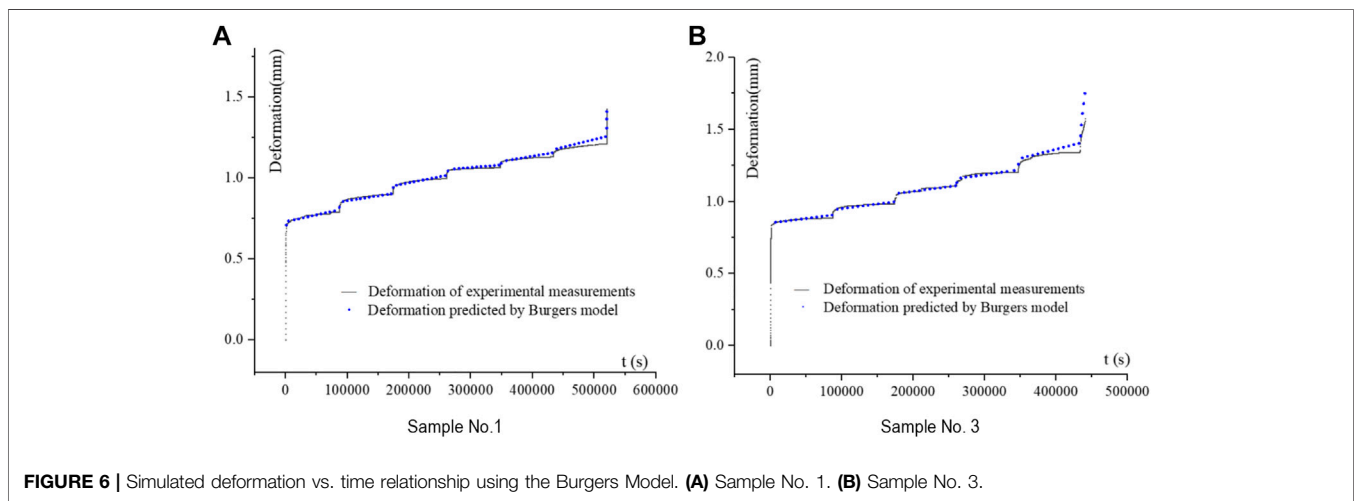 A
Deformation(mm)
1.5
1.0
0.5
0.0
Deformation of experimental measurements
Deformation predicted by Burgers model
t (s)
0 100000 200000 300000 400000 500000 600000
Sample No.1
B
Deformation(mm)
2.0
1.5
1.0
0.5
0.0
Deformation of experimental measurements
Deformation predicted by Burgers model
t (s)
0 100000 200000 300000 400000 500000
Sample No. 3
FIGURE 6 | Simulated deformation vs. time relationship using the Burgers Model. (A) Sample No. 1. (B) Sample No. 3.